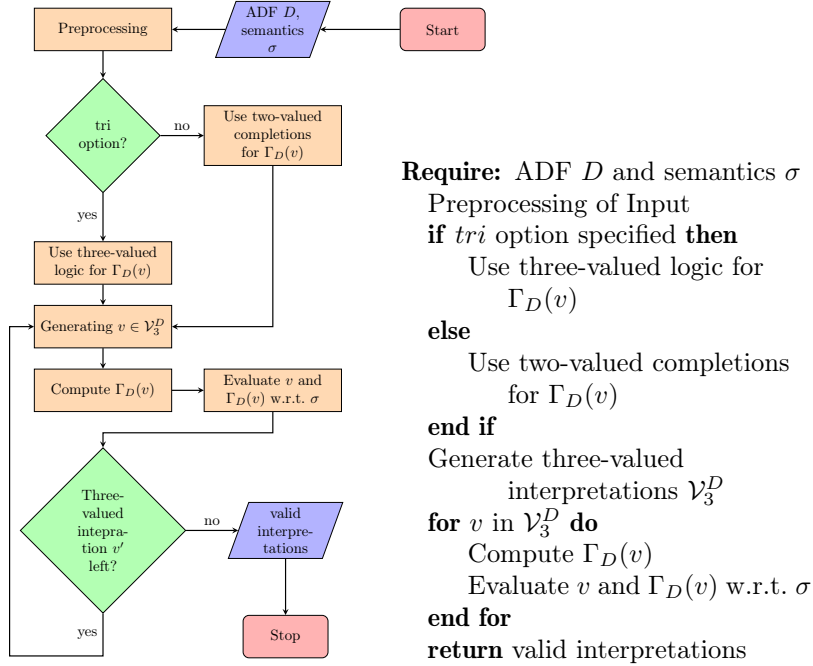 ADF D,
semantics
σ
Preprocessing
Start
tri
option?
no
Use two-valued
completions
for Γ_D(v)
yes
Use three-valued
logic for Γ_D(v)
Generating v ∈ 𝒱₃ᴰ
Compute Γ_D(v)
Evaluate v and
Γ_D(v) w.r.t. σ
Three-
valued
intepra-
tion v′
left?
no
valid
interpre-
tations
yes
Stop
Require: ADF D and semantics σ
Preprocessing of Input
if tri option specified then
Use three-valued logic for
Γ_D(v)
else
Use two-valued completions
for Γ_D(v)
end if
Generate three-valued
interpretations 𝒱₃ᴰ
for v in 𝒱₃ᴰ do
Compute Γ_D(v)
Evaluate v and Γ_D(v) w.r.t. σ
end for
return valid interpretations